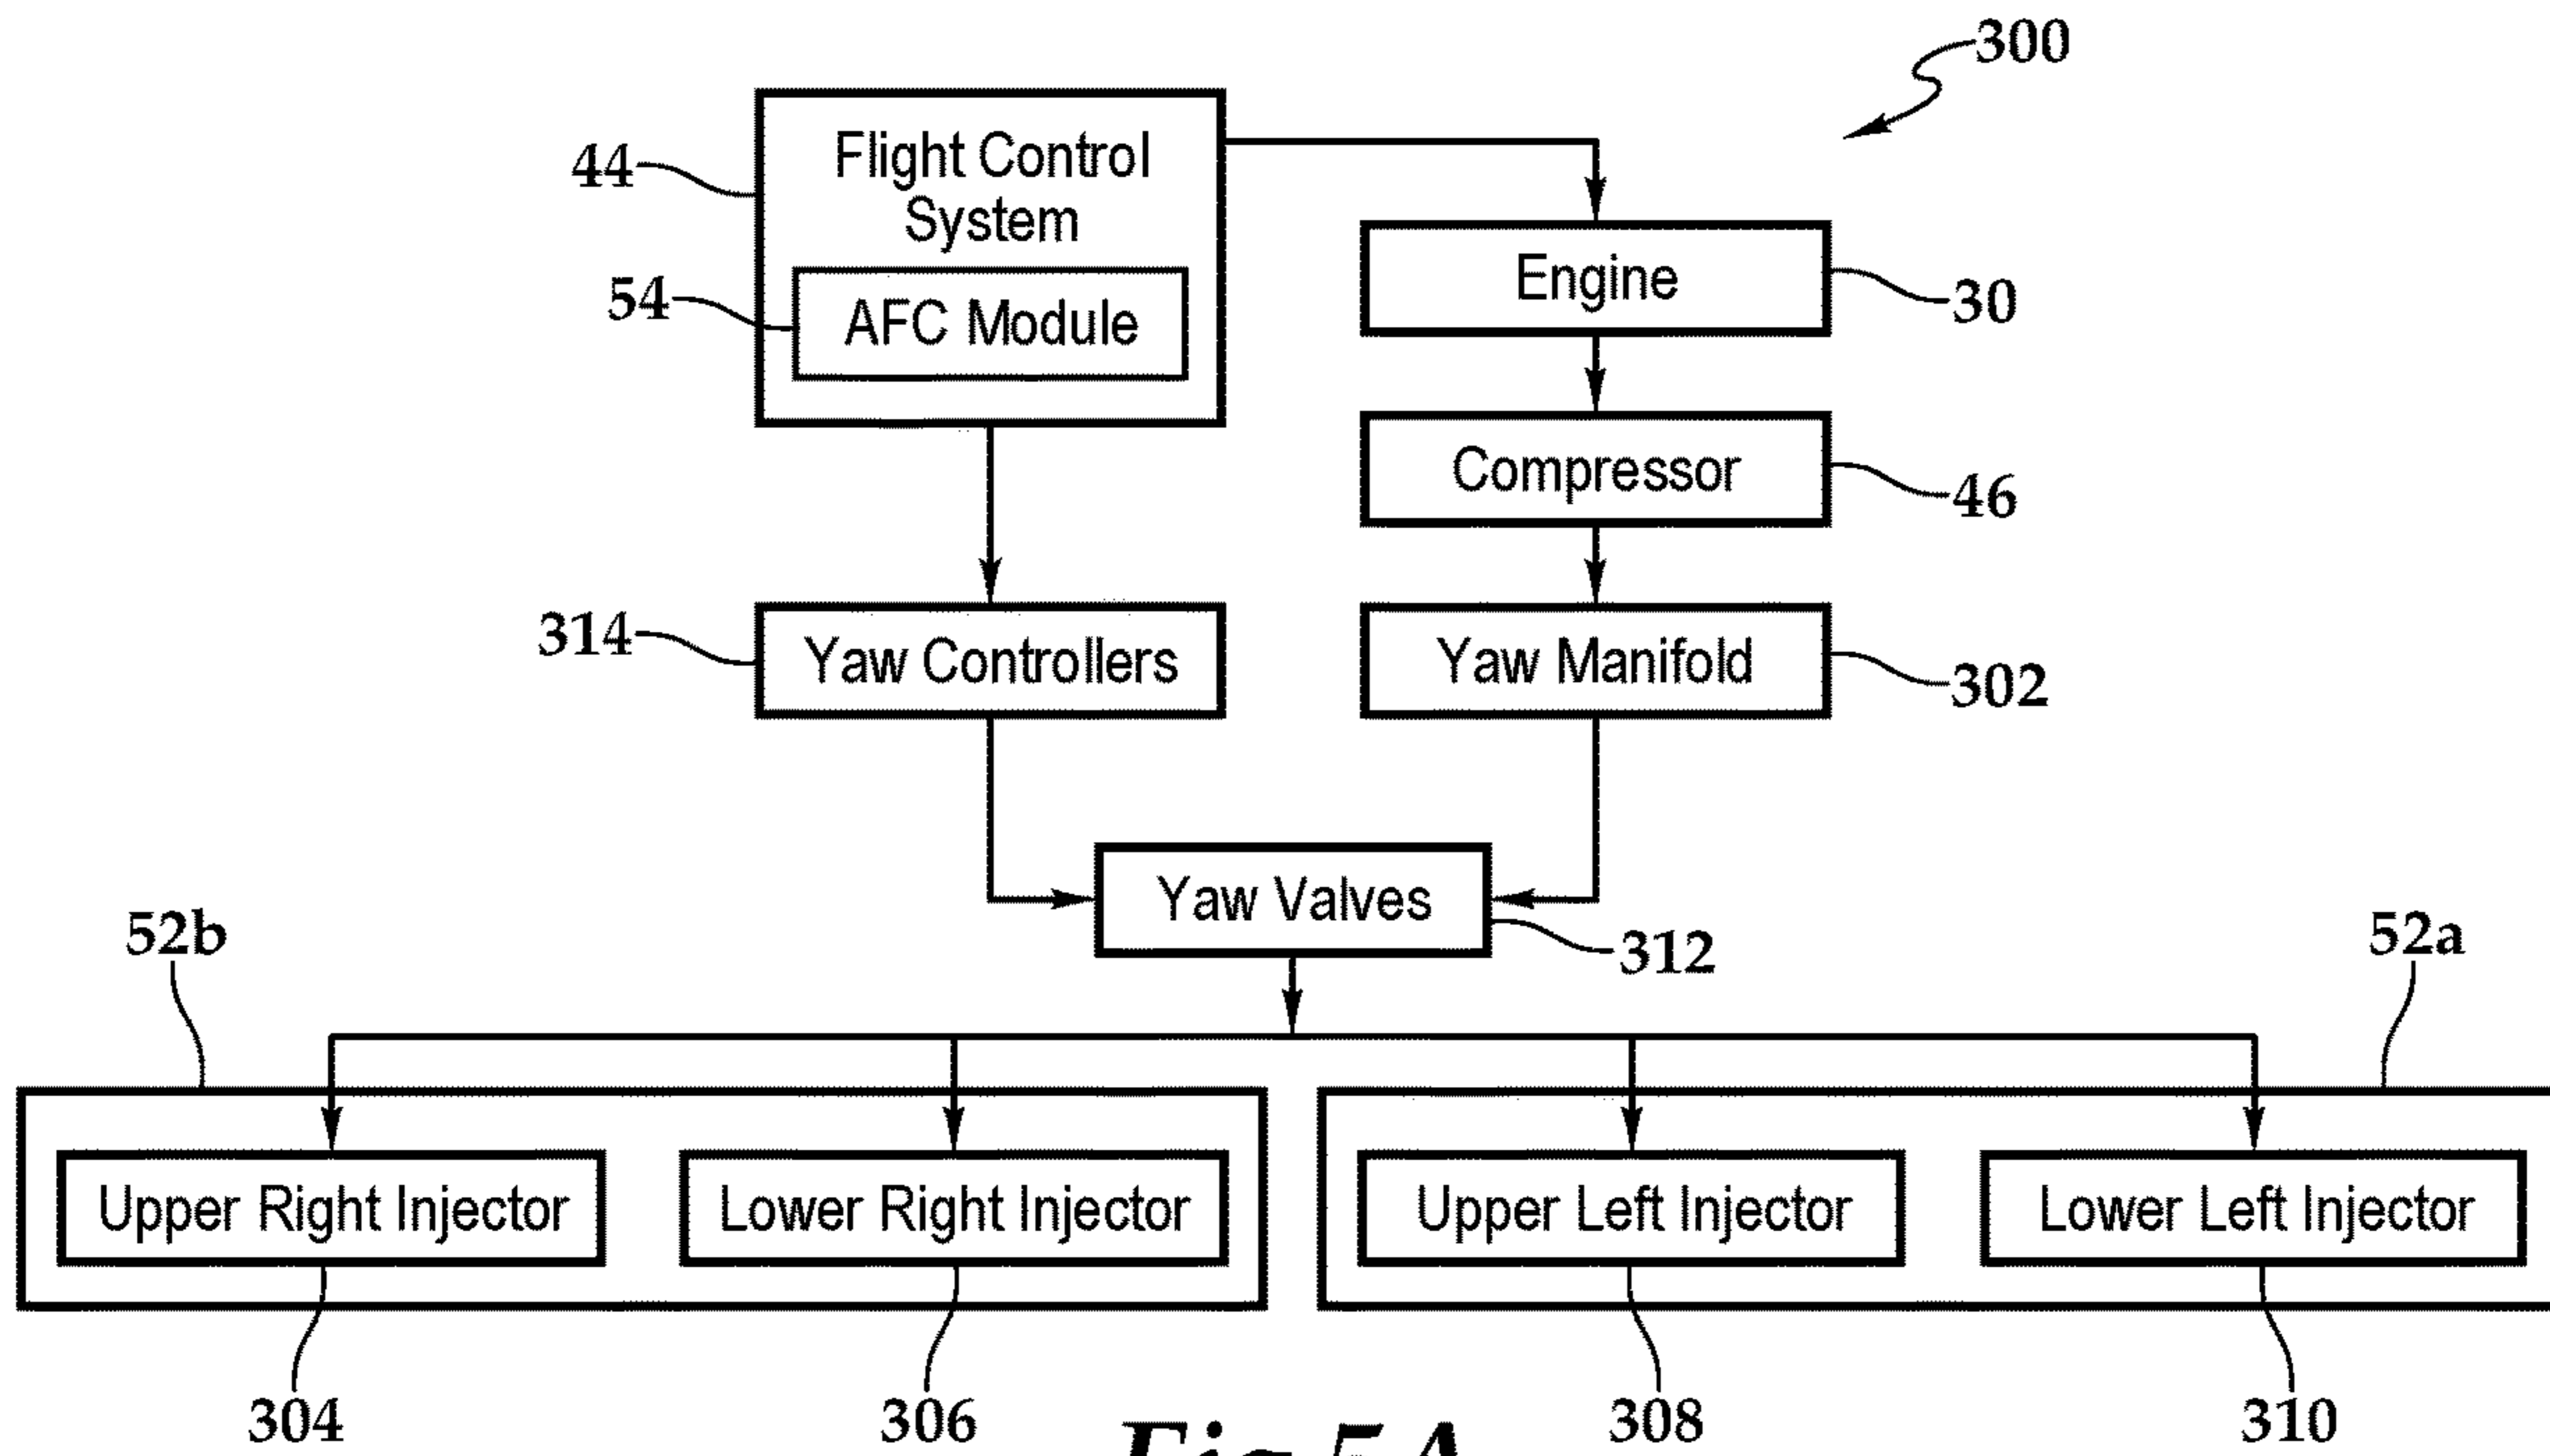 300
Flight Control
System
44
54
AFC Module
Engine
30
Compressor
46
314
Yaw Controllers
Yaw Manifold
302
Yaw Valves
312
52b
52a
Upper Right Injector
Lower Right Injector
Upper Left Injector
Lower Left Injector
304
306
308
310
Fig.5A